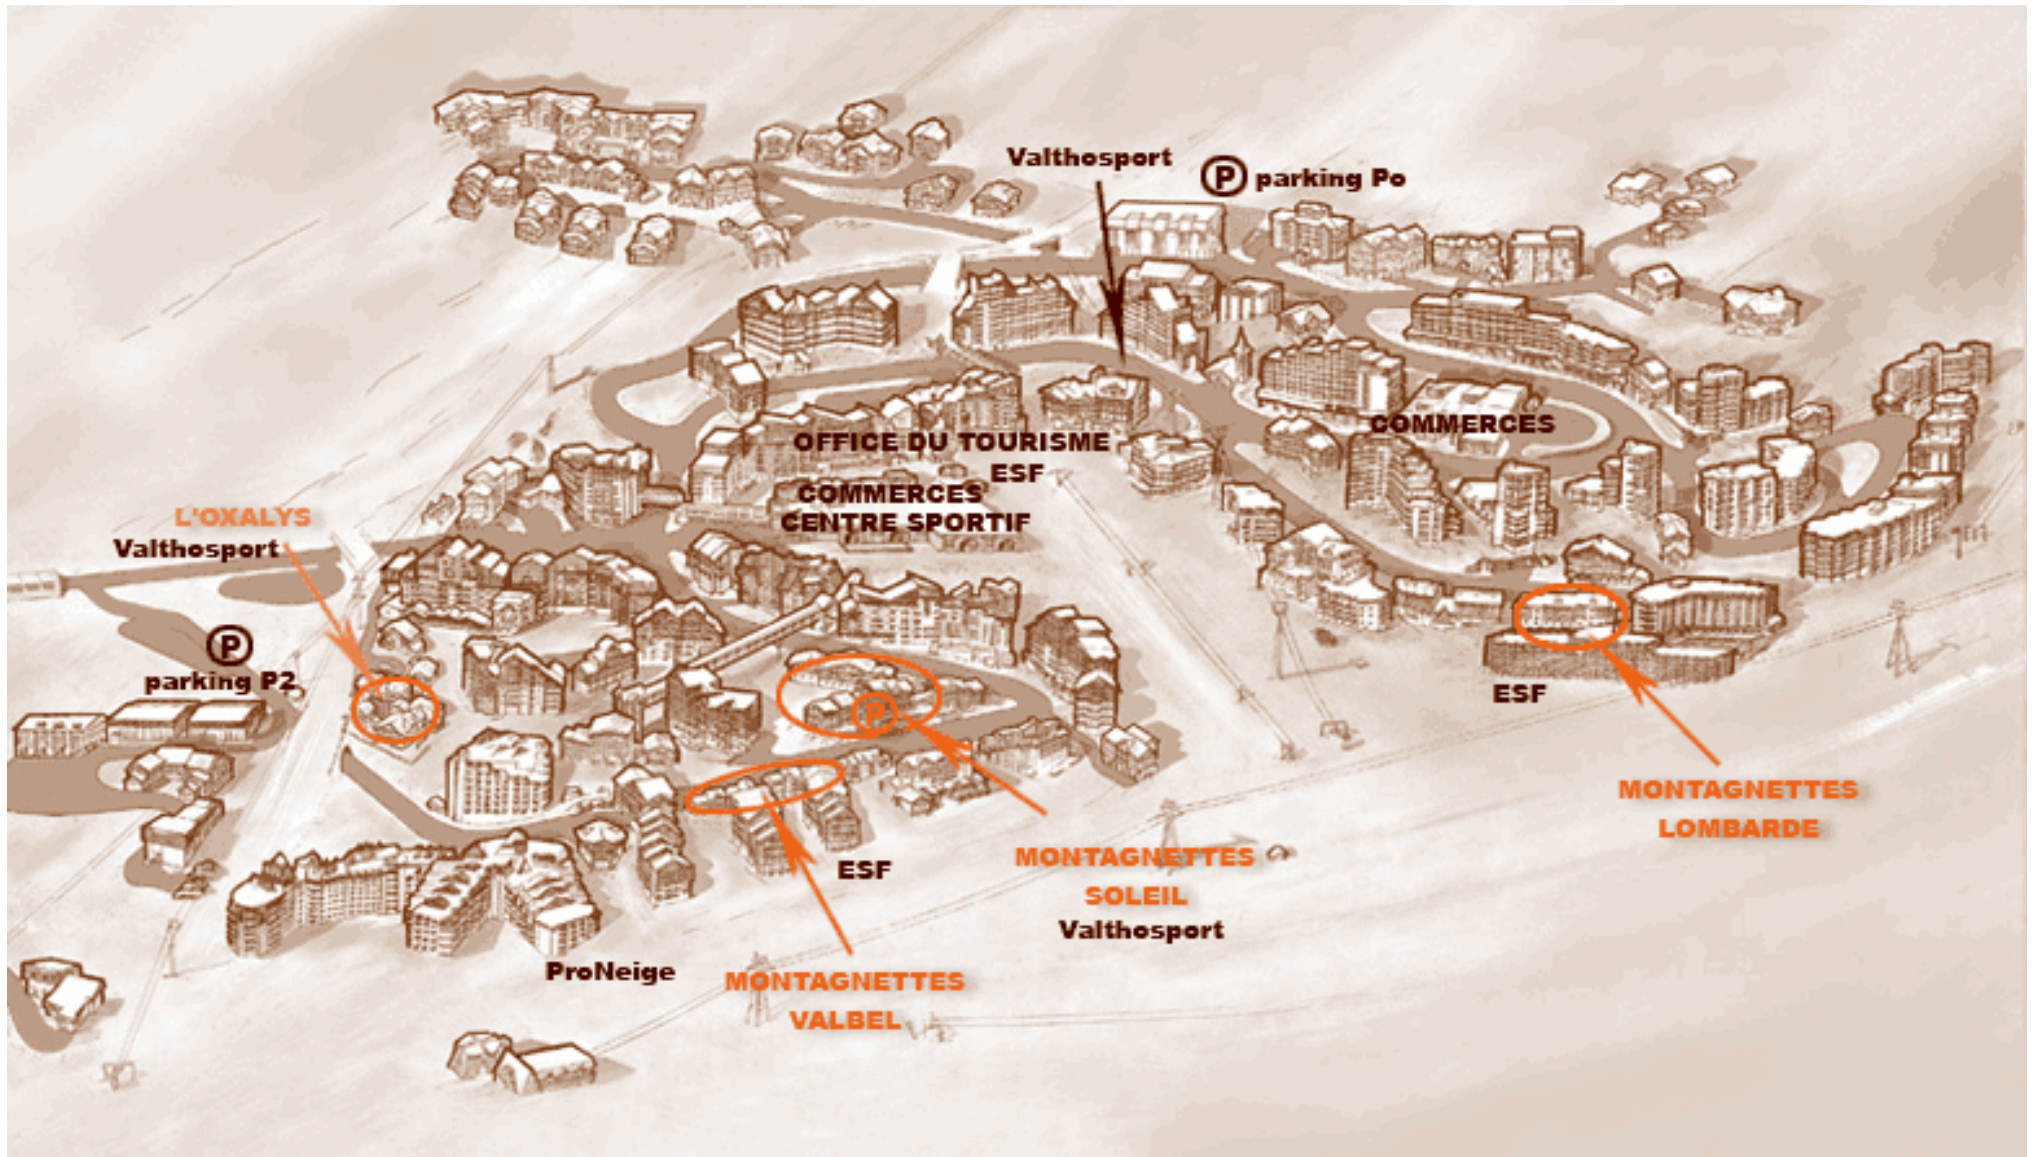 Valthosport
P parking Po
COMMERCES
OFFICE DU TOURISME
ESF
COMMERCES
CENTRE SPORTIF
L'OXALYS
Valthosport
P
parking P2
P
ESF
MONTAGNETTES
LOMBARDE
MONTAGNETTES
SOLEIL
Valthosport
ESF
ProNeige
MONTAGNETTES
VALBEL